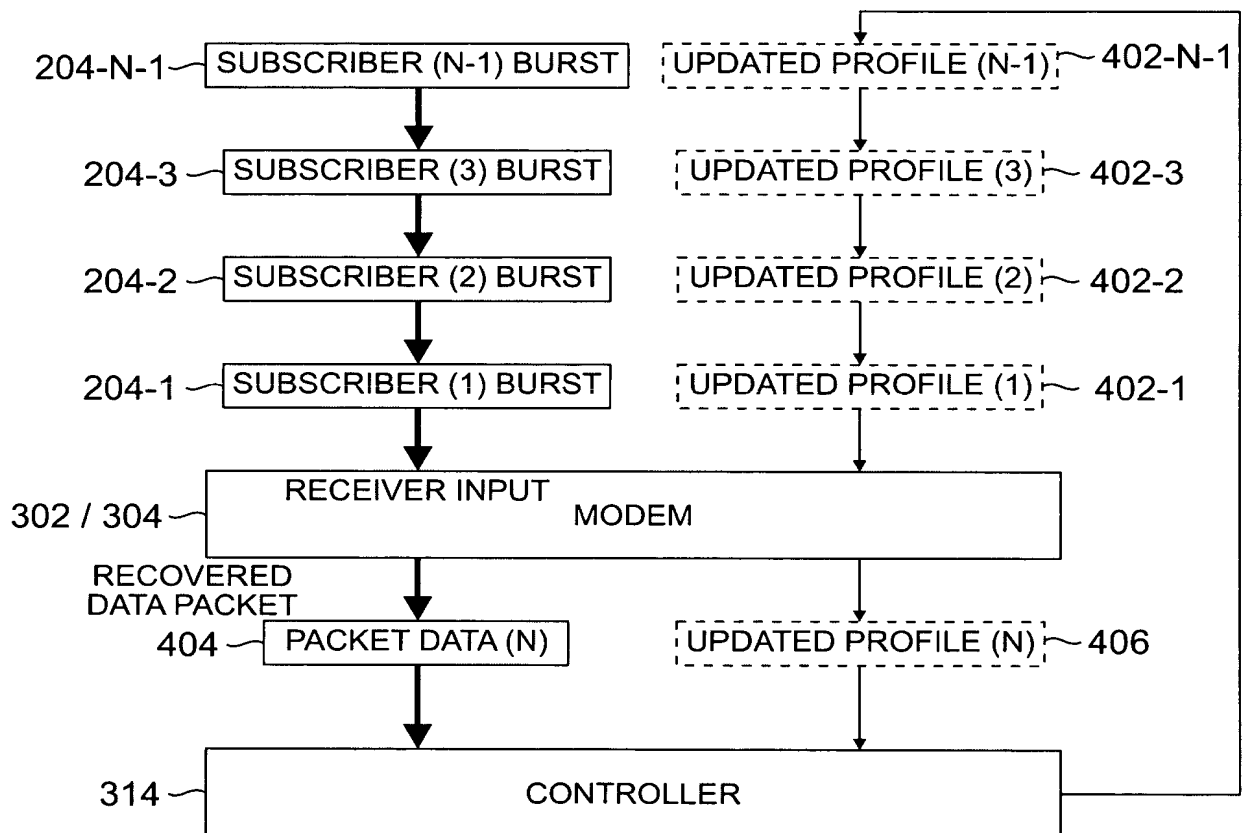 204-N-1 SUBSCRIBER (N-1) BURST UPDATED PROFILE (N-1) 402-N-1
204-3 SUBSCRIBER (3) BURST UPDATED PROFILE (3) 402-3
204-2 SUBSCRIBER (2) BURST UPDATED PROFILE (2) 402-2
204-1 SUBSCRIBER (1) BURST UPDATED PROFILE (1) 402-1
RECEIVER INPUT
302 / 304 MODEM
RECOVERED
DATA PACKET
404 PACKET DATA (N) UPDATED PROFILE (N) 406
314 CONTROLLER